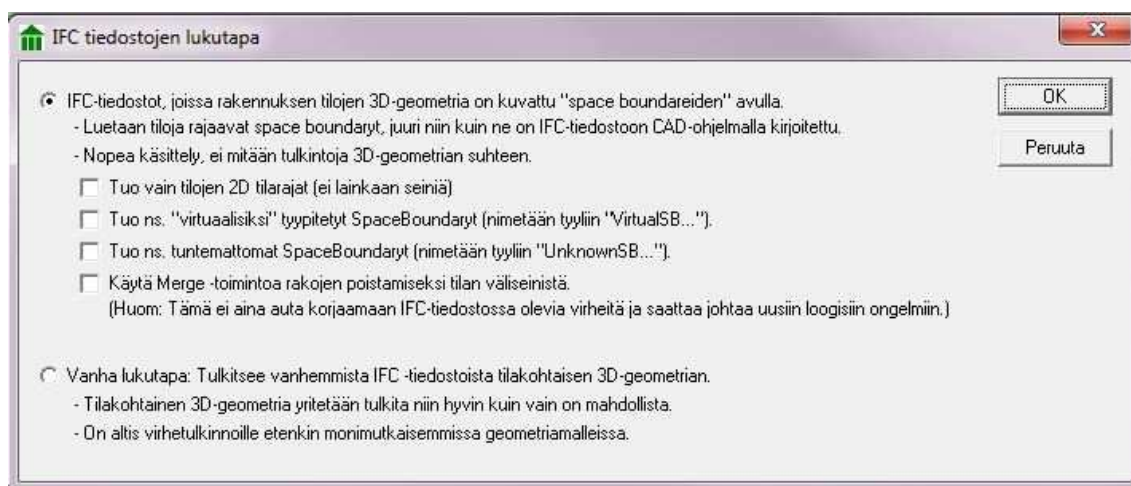 IFC tiedostojen lukutapa
IFC-tiedostot, joissa rakennuksen tilojen 3D-geometria on kuvattu "space boundareiden" avulla.
- Luetaan tiloja rajaavat space boundaryt, juuri niin kuin ne on IFC-tiedostoon CAD-ohjelmalla kirjoitettu.
- Nopea käsittely, ei mitään tulkintoja 3D-geometrian suhteen.
Tuo vain tilojen 2D tilarajat (ei lainkaan seiniä)
Tuo ns. "virtuaalisiksi" tyypitetyt SpaceBoundaryt (nimetään tyyliin "VirtualSB...").
Tuo ns. tuntemattomat SpaceBoundaryt (nimetään tyyliin "UnknownSB...").
Käytä Merge -toimintoa rakojen poistamiseksi tilan väliseinistä.
(Huom: Tämä ei aina auta korjaamaan IFC-tiedostossa olevia virheitä ja saattaa johtaa uusiin loogisiin ongelmiin.)
Vanha lukutapa: Tulkitsee vanhemmista IFC -tiedostoista tilakohtaisen 3D-geometrian.
- Tilakohtainen 3D-geometria yritetään tulkita niin hyvin kuin vain on mahdollista.
- On altis virhetulkinnoille etenkin monimutkaisemmissa geometriamalleissa.
OK
Peruuta